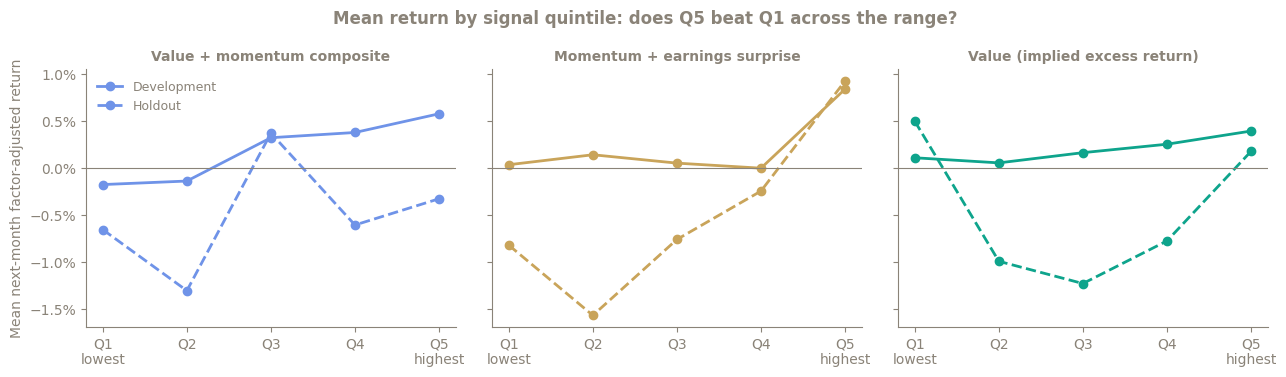 Mean return by signal quintile: does Q5 beat Q1 across the range?
Value + momentum composite
Momentum + earnings surprise
Value (implied excess return)
Mean next-month factor-adjusted return
1.0%
0.5%
0.0%
−0.5%
−1.0%
−1.5%
Development
Holdout
Q1
lowest
Q2
Q3
Q4
Q5
highest
Q1
lowest
Q2
Q3
Q4
Q5
highest
Q1
lowest
Q2
Q3
Q4
Q5
highest